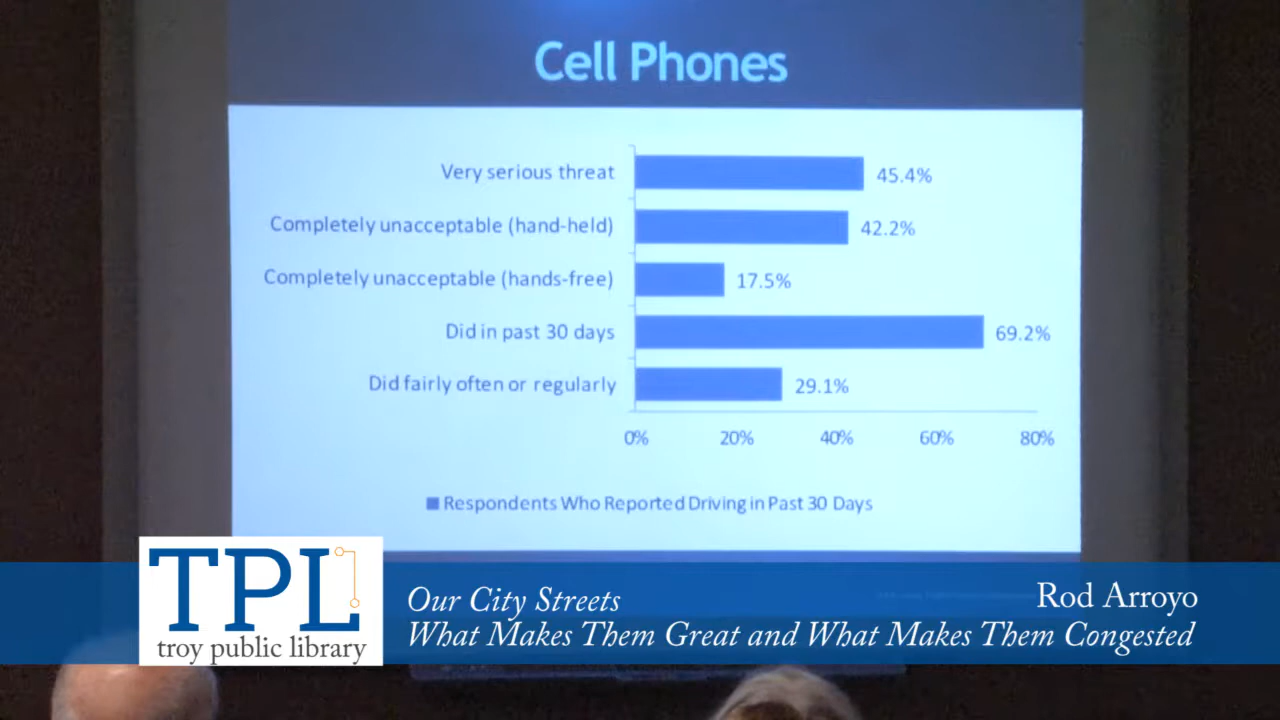 Cell Phones
Very serious threat 45.4%
Completely unacceptable (hand-held) 42.2%
Completely unacceptable (hands-free) 17.5%
Did in past 30 days 69.2%
Did fairly often or regularly 29.1%
0% 20% 40% 60% 80%
Respondents Who Reported Driving in Past 30 Days
TPL
troy public library
Our City Streets
Rod Arroyo
What Makes Them Great and What Makes Them Congested